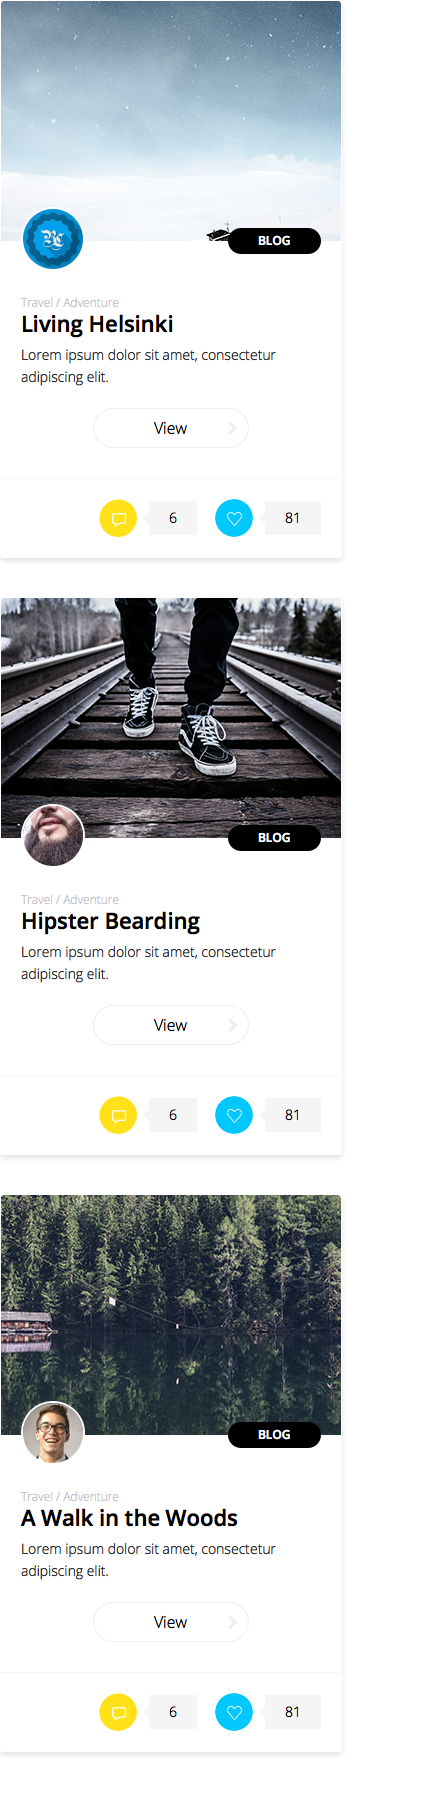 BLOG
Travel / Adventure
Living Helsinki
Lorem ipsum dolor sit amet, consectetur
adipiscing elit.
View
6 81
BLOG
Travel / Adventure
Hipster Bearding
Lorem ipsum dolor sit amet, consectetur
adipiscing elit.
View
6 81
BLOG
Travel / Adventure
A Walk in the Woods
Lorem ipsum dolor sit amet, consectetur
adipiscing elit.
View
6 81